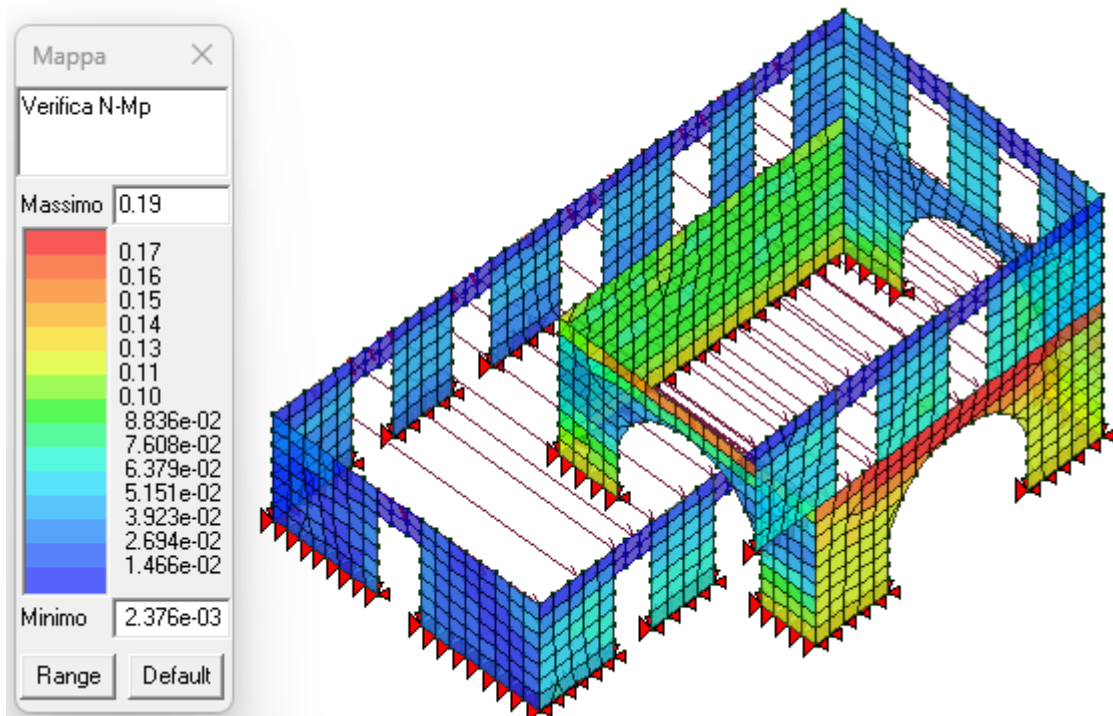 Mappa
Verifica N-Mp
Massimo 0.19
0.17
0.16
0.15
0.14
0.13
0.11
0.10
8.836e-02
7.608e-02
6.379e-02
5.151e-02
3.923e-02
2.694e-02
1.466e-02
Minimo 2.376e-03
Range Default